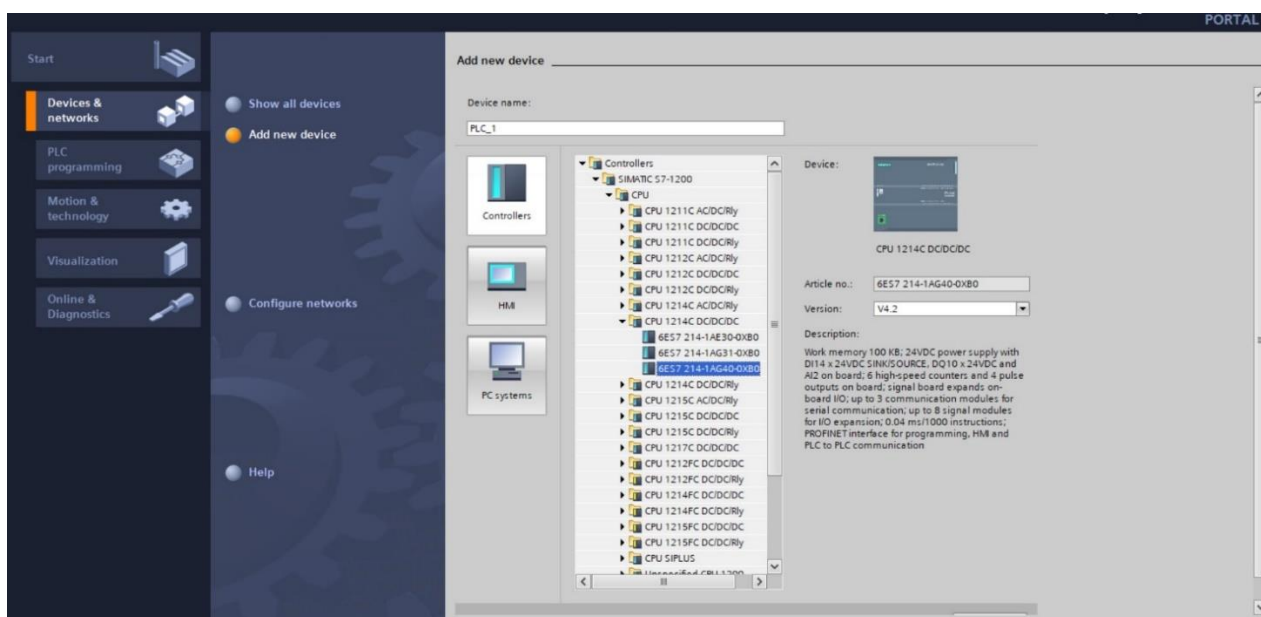 PORTAL
Start
Devices &
networks
PLC
programming
Motion &
technology
Visualization
Online &
Diagnostics
Show all devices
Add new device
Configure networks
Help
Add new device
Device name:
PLC_1
Controllers
HMI
PC systems
Controllers
SIMATIC S7-1200
CPU
CPU 1211C AC/DC/Rly
CPU 1211C DC/DC/DC
CPU 1211C DC/DC/Rly
CPU 1212C AC/DC/Rly
CPU 1212C DC/DC/DC
CPU 1212C DC/DC/Rly
CPU 1214C AC/DC/Rly
CPU 1214C DC/DC/DC
6ES7 214-1AE30-0XB0
6ES7 214-1AG31-0XB0
6ES7 214-1AG40-0XB0
CPU 1214C DC/DC/Rly
CPU 1215C AC/DC/Rly
CPU 1215C DC/DC/DC
CPU 1215C DC/DC/Rly
CPU 1217C DC/DC/DC
CPU 1212FC DC/DC/DC
CPU 1212FC DC/DC/Rly
CPU 1214FC DC/DC/DC
CPU 1214FC DC/DC/Rly
CPU 1215FC DC/DC/DC
CPU 1215FC DC/DC/Rly
CPU SIPLUS
Device:
CPU 1214C DC/DC/DC
Article no.: 6ES7 214-1AG40-0XB0
Version: V4.2
Description:
Work memory 100 KB; 24VDC power supply with
DI14 x 24VDC SINK/SOURCE, DQ10 x 24VDC and
AI2 on board; 6 high-speed counters and 4 pulse
outputs on board; signal board expands on-
board I/O; up to 3 communication modules for
serial communication; up to 8 signal modules
for I/O expansion; 0.04 ms/1000 instructions;
PROFINET interface for programming, HMI and
PLC to PLC communication